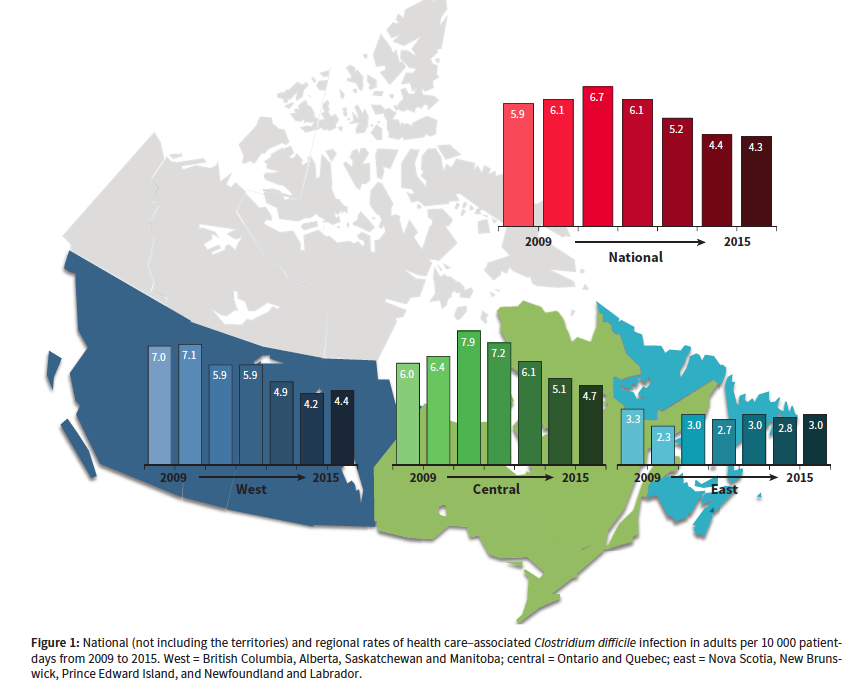 5.9 6.1 6.7 6.1 5.2 4.4 4.3
2009 2015
National
7.0 7.1 5.9 5.9 4.9 4.2 4.4
2009 2015
West
6.0 6.4 7.9 7.2 6.1 5.1 4.7
2009 2015
Central
3.3 2.3 3.0 2.7 3.0 2.8 3.0
2009 2015
East
Figure 1: National (not including the territories) and regional rates of health care–associated Clostridium difficile infection in adults per 10 000 patient-
days from 2009 to 2015. West = British Columbia, Alberta, Saskatchewan and Manitoba; central = Ontario and Quebec; east = Nova Scotia, New Bruns-
wick, Prince Edward Island, and Newfoundland and Labrador.